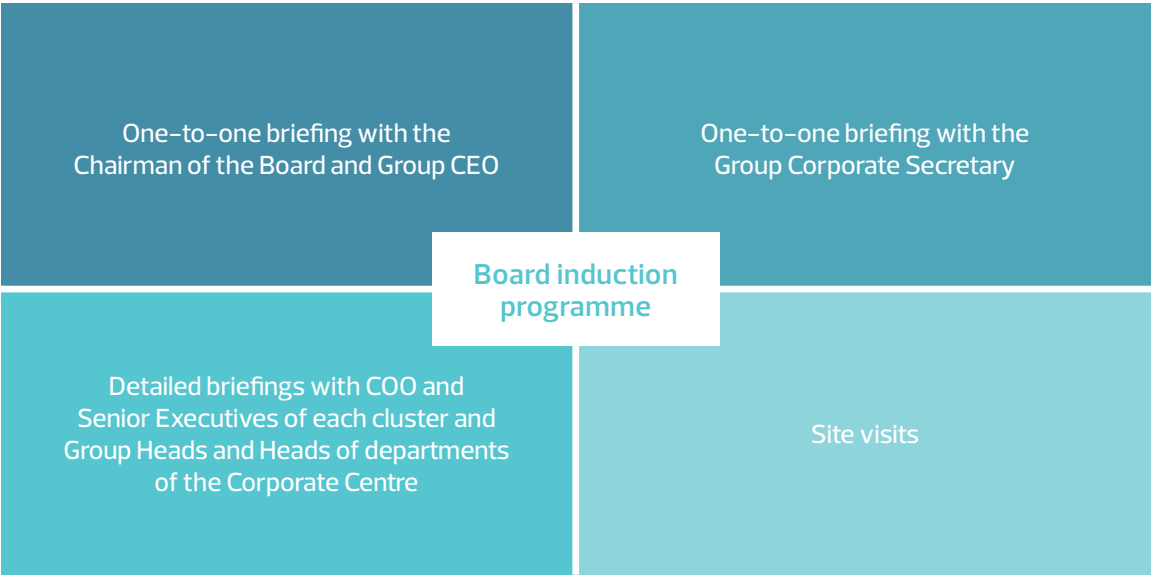 One-to-one briefing with the
Chairman of the Board and Group CEO
One-to-one briefing with the
Group Corporate Secretary
Board induction
programme
Detailed briefings with COO and
Senior Executives of each cluster and
Group Heads and Heads of departments
of the Corporate Centre
Site visits